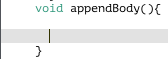 void appendBody(){
}